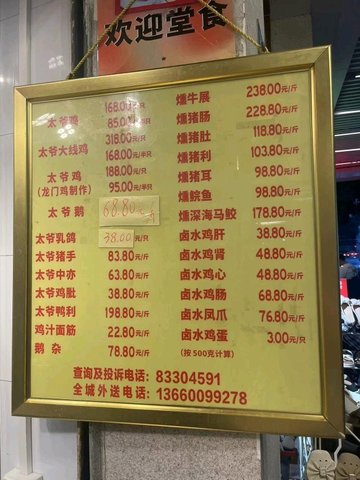 欢迎堂食
太爷鸡 168.00元/只
85.00元/半只
太爷大线鸡 318.00元/只
168.00元/半只
太爷鸡 188.00元/只
(龙门鸡制作) 95.00元/半只
太爷鹅 68.80元/斤
太爷乳鸽 38.00元/只
太爷猪手 83.80元/斤
太爷中亦 63.80元/斤
太爷鸡肶 38.80元/斤
太爷鸭利 198.80元/斤
鸡汁面筋 22.80元/斤
鹅杂 78.80元/斤
燻牛展 238.00元/斤
燻猪肠 228.80元/斤
燻猪肚 118.80元/斤
燻猪利 103.80元/斤
燻猪耳 98.80元/斤
燻鲩鱼 98.80元/斤
燻深海马鲛 178.80元/斤
卤水鸡肝 38.80元/斤
卤水鸡肾 48.80元/斤
卤水鸡心 48.80元/斤
卤水鸡肠 68.80元/斤
卤水凤爪 76.80元/斤
卤水鸡蛋 3.00元/只
(按500克计算)
查询及投诉电话：83304591
全城外送电话：13660099278